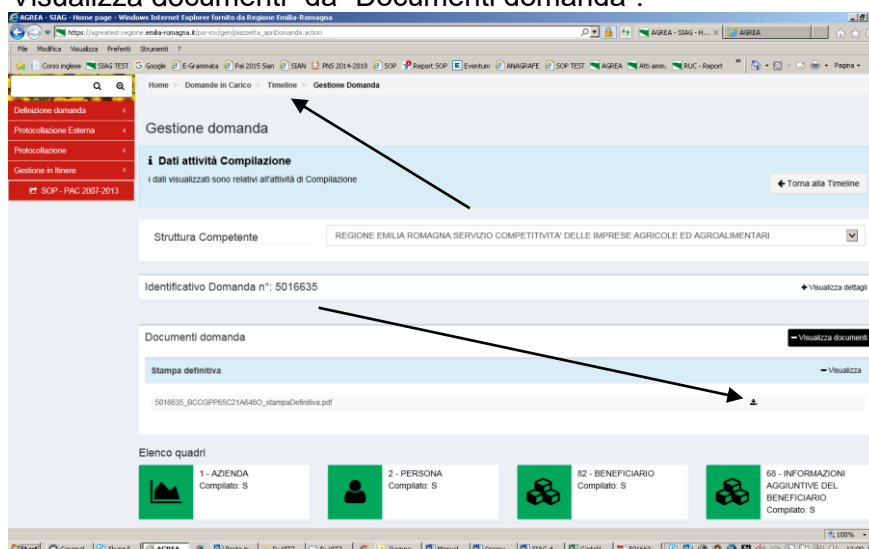 "Visualizza documenti" da "Documenti domanda".
AGREA - STAG - Home page - Windows Internet Explorer fornito da Regione Emilia-Romagna
https://agreatest.regione.emilia-romagna.it/psr-inv/gen/piazzetta_apriDomanda.action
AGREA - STAG - H... × AGREA
File Modifica Visualizza Preferiti Strumenti ?
Corso inglese SIAG TEST Google E-Grammata Pai 2015 Sian SIAN PNS 2014-2018 SOP Report SOP Eventum ANAGRAFE SOP TEST AGREA Atti amm. RUC - Report » Pagina
Home > Domande in Carico > Timeline > Gestione Domanda
Definizione domanda
Protocollazione Esterna
Protocollazione
Gestione in Itinere
SOP - PAC 2007-2013
Gestione domanda
i Dati attività Compilazione
i dati visualizzati sono relativi all'attività di Compilazione
Torna alla Timeline
Struttura Competente REGIONE EMILIA ROMAGNA SERVIZIO COMPETITIVITA' DELLE IMPRESE AGRICOLE ED AGROALIMENTARI
Identificativo Domanda n°: 5016635 + Visualizza dettagli
Documenti domanda − Visualizza documenti
Stampa definitiva − Visualizza
5016635_BCCGPP65C21A646O_stampaDefinitiva.pdf
Elenco quadri
1 - AZIENDA
Compilato: S
2 - PERSONA
Compilato: S
82 - BENEFICIARIO
Compilato: S
68 - INFORMAZIONI
AGGIUNTIVE DEL
BENEFICIARIO
Compilato: S
100%